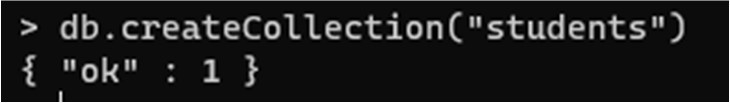 > db.createCollection("students")
{ "ok" : 1 }